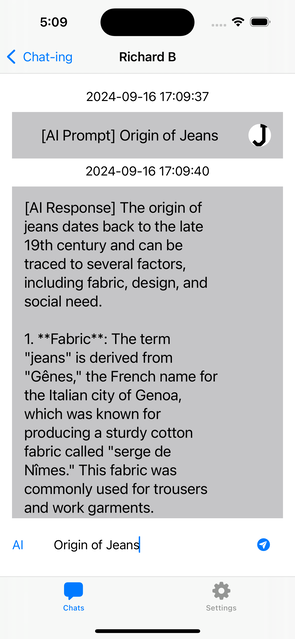 5:09
Chat-ing
Richard B
2024-09-16 17:09:37
[AI Prompt] Origin of Jeans
J
2024-09-16 17:09:40
[AI Response] The origin of
jeans dates back to the late
19th century and can be
traced to several factors,
including fabric, design, and
social need.
1. **Fabric**: The term
"jeans" is derived from
"Gênes," the French name for
the Italian city of Genoa,
which was known for
producing a sturdy cotton
fabric called "serge de
Nîmes." This fabric was
commonly used for trousers
and work garments.
AI
Origin of Jeans
Chats
Settings